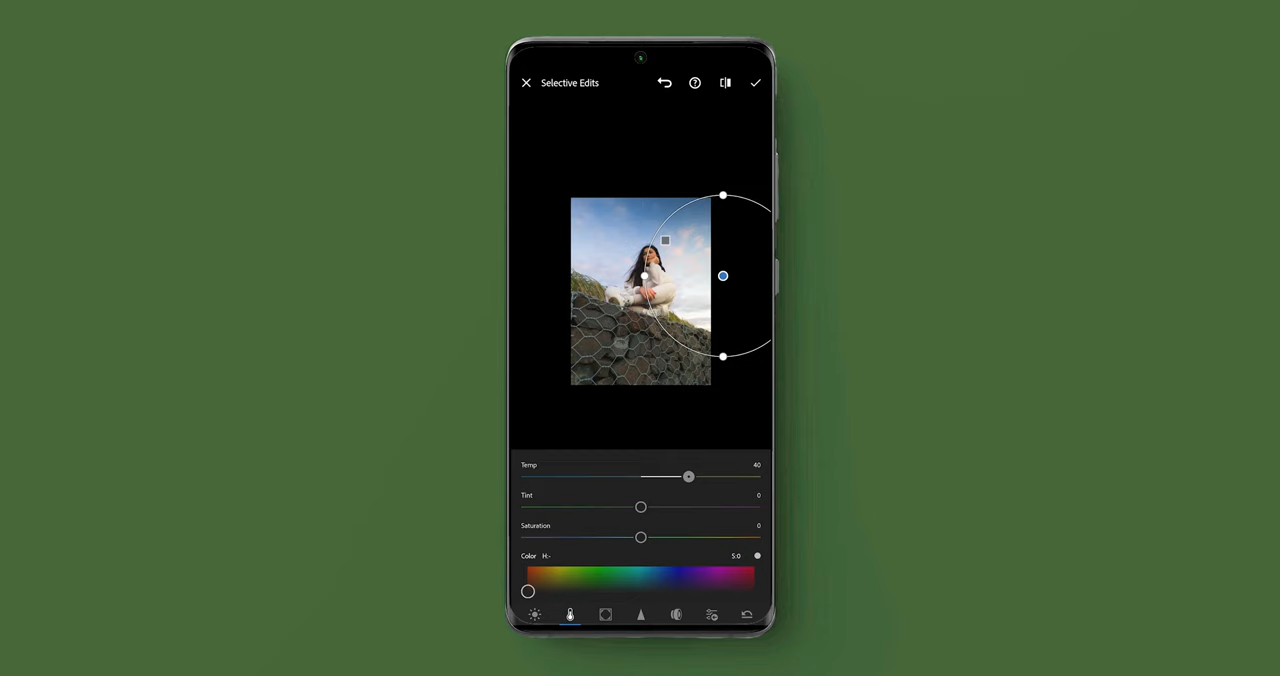 Selective Edits
Temp 40
Tint 0
Saturation 0
Color H:- S:0